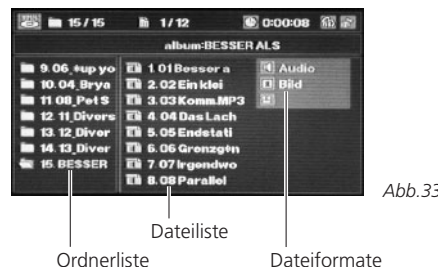 15/15 1/12 0:00:08
album:BESSER ALS
9.06_*up yo 1.01Besser a Audio
10.04_Brya 2.02Ein klei Bild
11 08_Pet S 3.03Komm.MP3
12 11_Divers 4.04Das Lach
13.12_Diver 5.05Endstati
14.13_Diver 6.06Grenzg
15.BESSER 7.07Irgendwo
8.08Parallel
Abb.33
Dateiliste
Ordnerliste Dateiformate